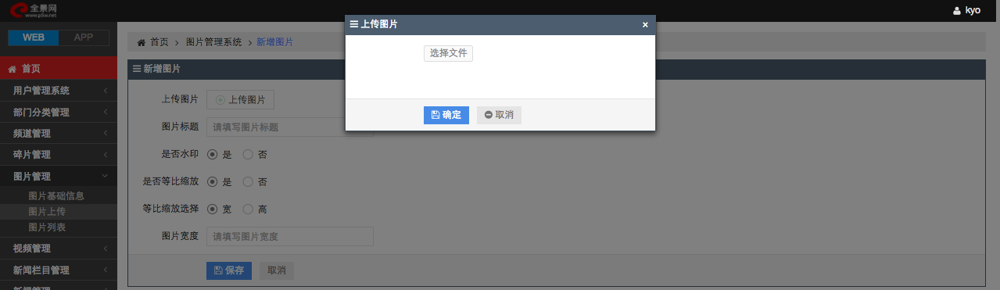 全景网
www.p5w.net
kyo
WEB APP
首页
用户管理系统
部门分类管理
频道管理
碎片管理
图片管理
图片基础信息
图片上传
图片列表
视频管理
新闻栏目管理
新闻管理
首页 > 图片管理系统 > 新增图片
新增图片
上传图片 上传图片
图片标题 请填写图片标题
是否水印 是 否
是否等比缩放 是 否
等比缩放选择 宽 高
图片宽度 请填写图片宽度
保存 取消
上传图片 ×
选择文件
确定 取消